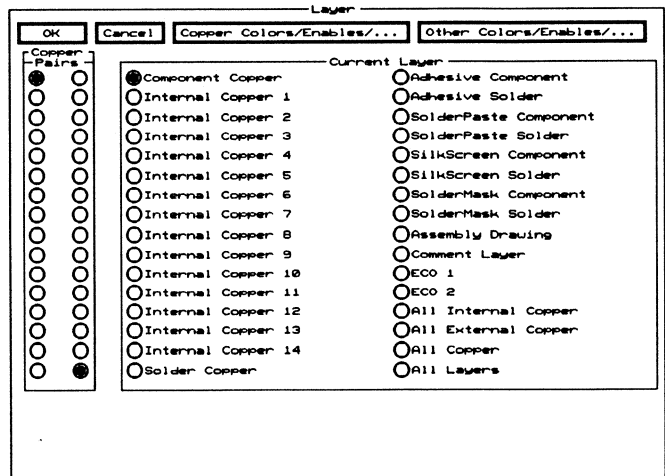 Layer
OK Cancel Copper Colors/Enables/... Other Colors/Enables/...
Copper Pairs
Current Layer
Component Copper
Internal Copper 1
Internal Copper 2
Internal Copper 3
Internal Copper 4
Internal Copper 5
Internal Copper 6
Internal Copper 7
Internal Copper 8
Internal Copper 9
Internal Copper 10
Internal Copper 11
Internal Copper 12
Internal Copper 13
Internal Copper 14
Solder Copper
Adhesive Component
Adhesive Solder
SolderPaste Component
SolderPaste Solder
SilkScreen Component
SilkScreen Solder
SolderMask Component
SolderMask Solder
Assembly Drawing
Comment Layer
ECO 1
ECO 2
All Internal Copper
All External Copper
All Copper
All Layers